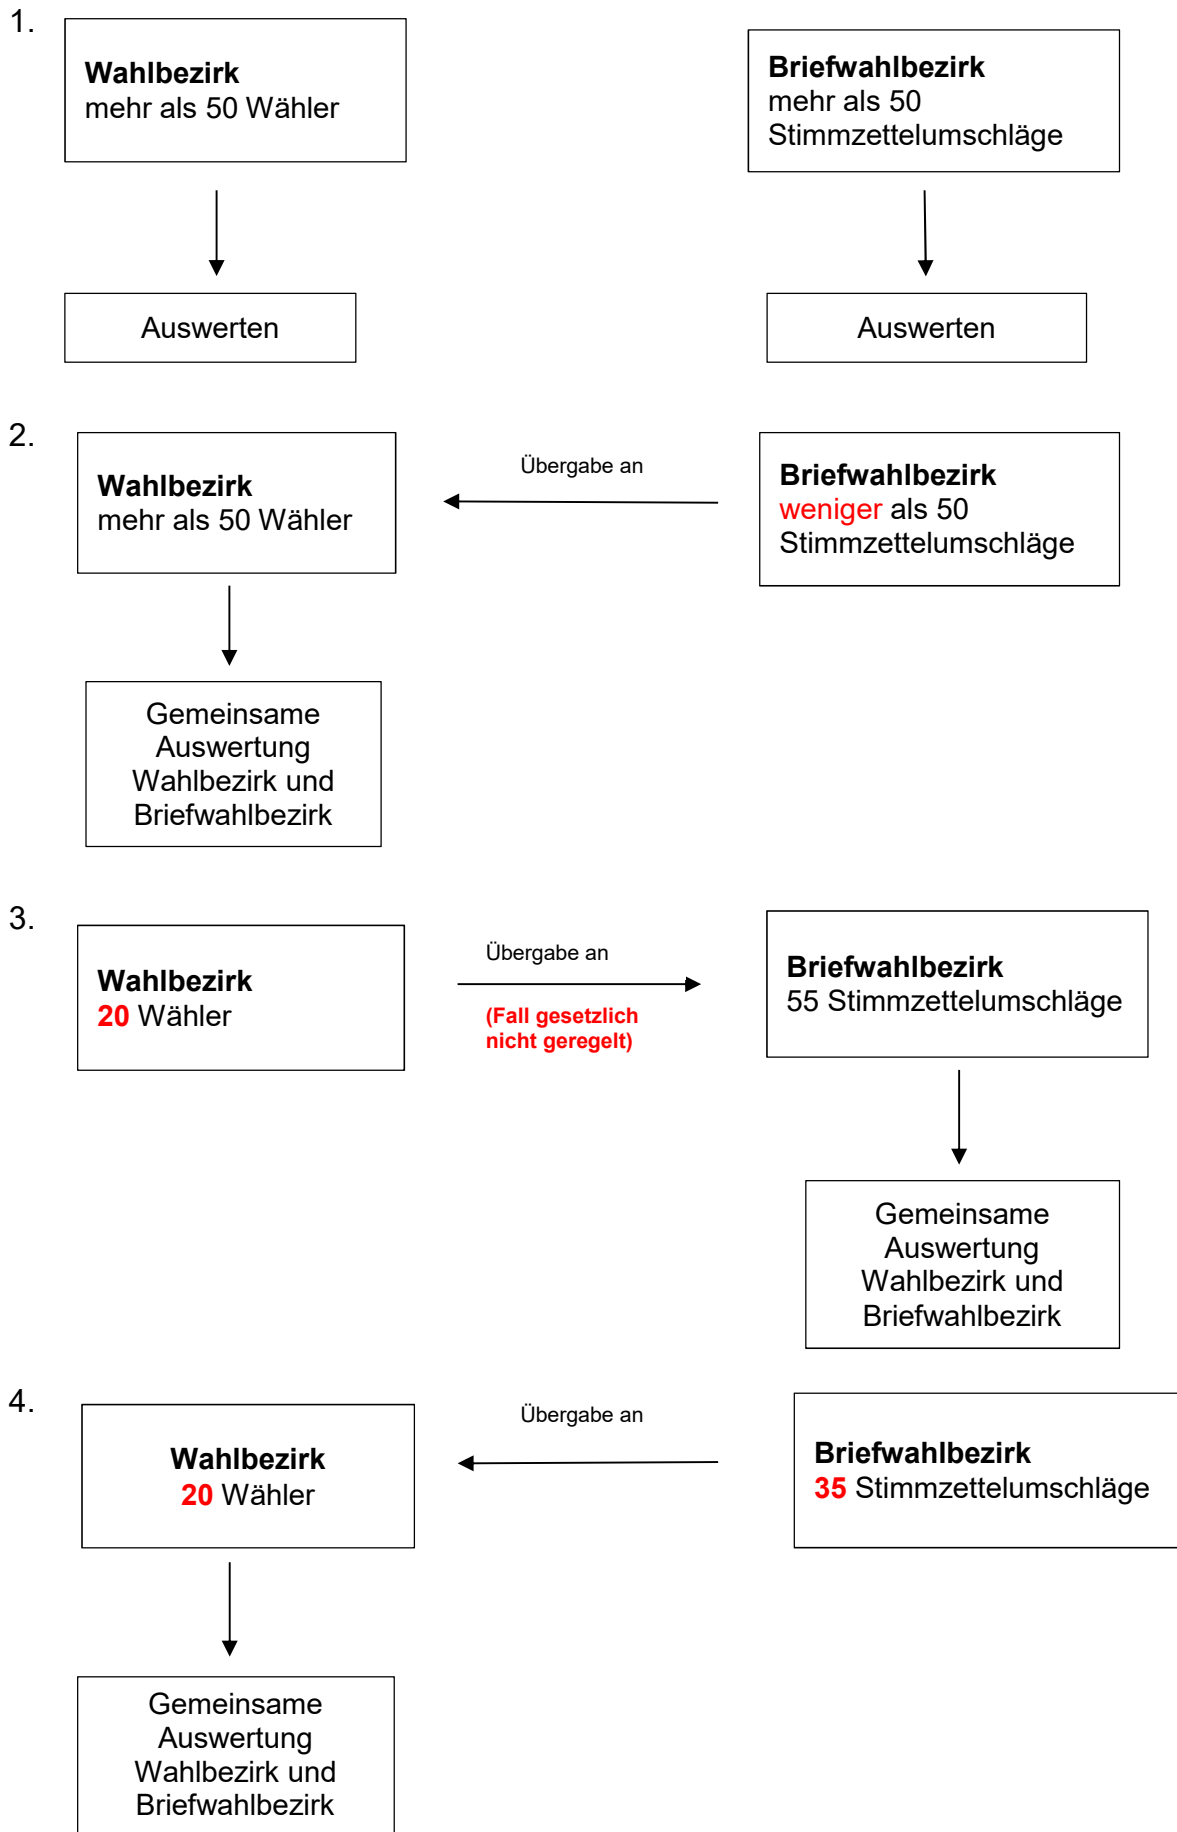 1.
Wahlbezirk
mehr als 50 Wähler
Briefwahlbezirk
mehr als 50
Stimmzettelumschläge
Auswerten
Auswerten
2.
Wahlbezirk
mehr als 50 Wähler
Übergabe an
Briefwahlbezirk
weniger als 50
Stimmzettelumschläge
Gemeinsame
Auswertung
Wahlbezirk und
Briefwahlbezirk
3.
Wahlbezirk
20 Wähler
Übergabe an
(Fall gesetzlich
nicht geregelt)
Briefwahlbezirk
55 Stimmzettelumschläge
Gemeinsame
Auswertung
Wahlbezirk und
Briefwahlbezirk
4.
Wahlbezirk
20 Wähler
Übergabe an
Briefwahlbezirk
35 Stimmzettelumschläge
Gemeinsame
Auswertung
Wahlbezirk und
Briefwahlbezirk